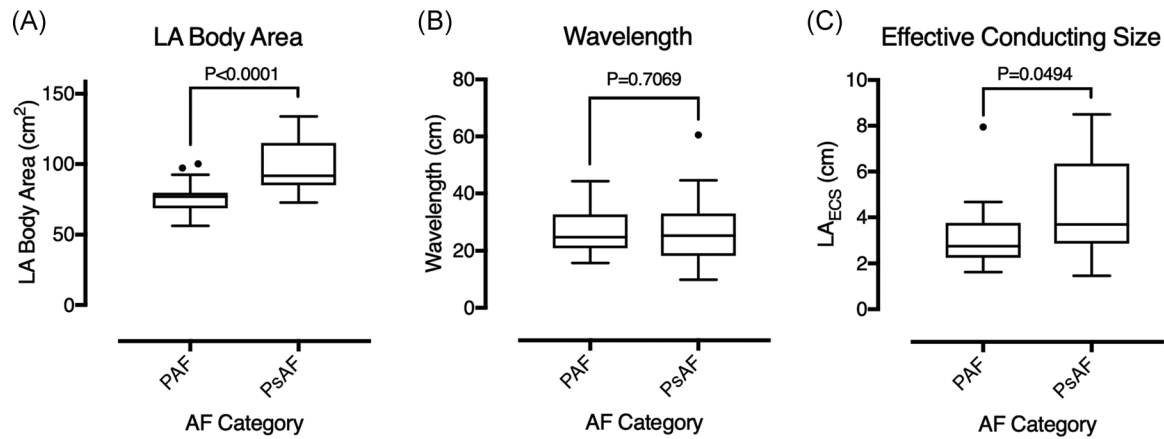 (A)
LA Body Area
P<0.0001
LA Body Area (cm²)
150
100
50
0
PAF
PsAF
AF Category
(B)
Wavelength
P=0.7069
Wavelength (cm)
80
60
40
20
0
PAF
PsAF
AF Category
(C)
Effective Conducting Size
P=0.0494
LA_ECS (cm)
10
8
6
4
2
0
PAF
PsAF
AF Category